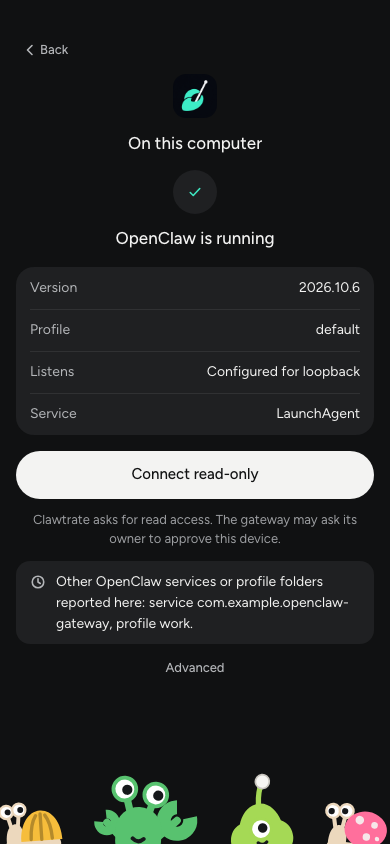 Back
On this computer
OpenClaw is running
Version 2026.10.6
Profile default
Listens Configured for loopback
Service LaunchAgent
Connect read-only
Clawtrate asks for read access. The gateway may ask its
owner to approve this device.
Other OpenClaw services or profile folders
reported here: service com.example.openclaw-
gateway, profile work.
Advanced